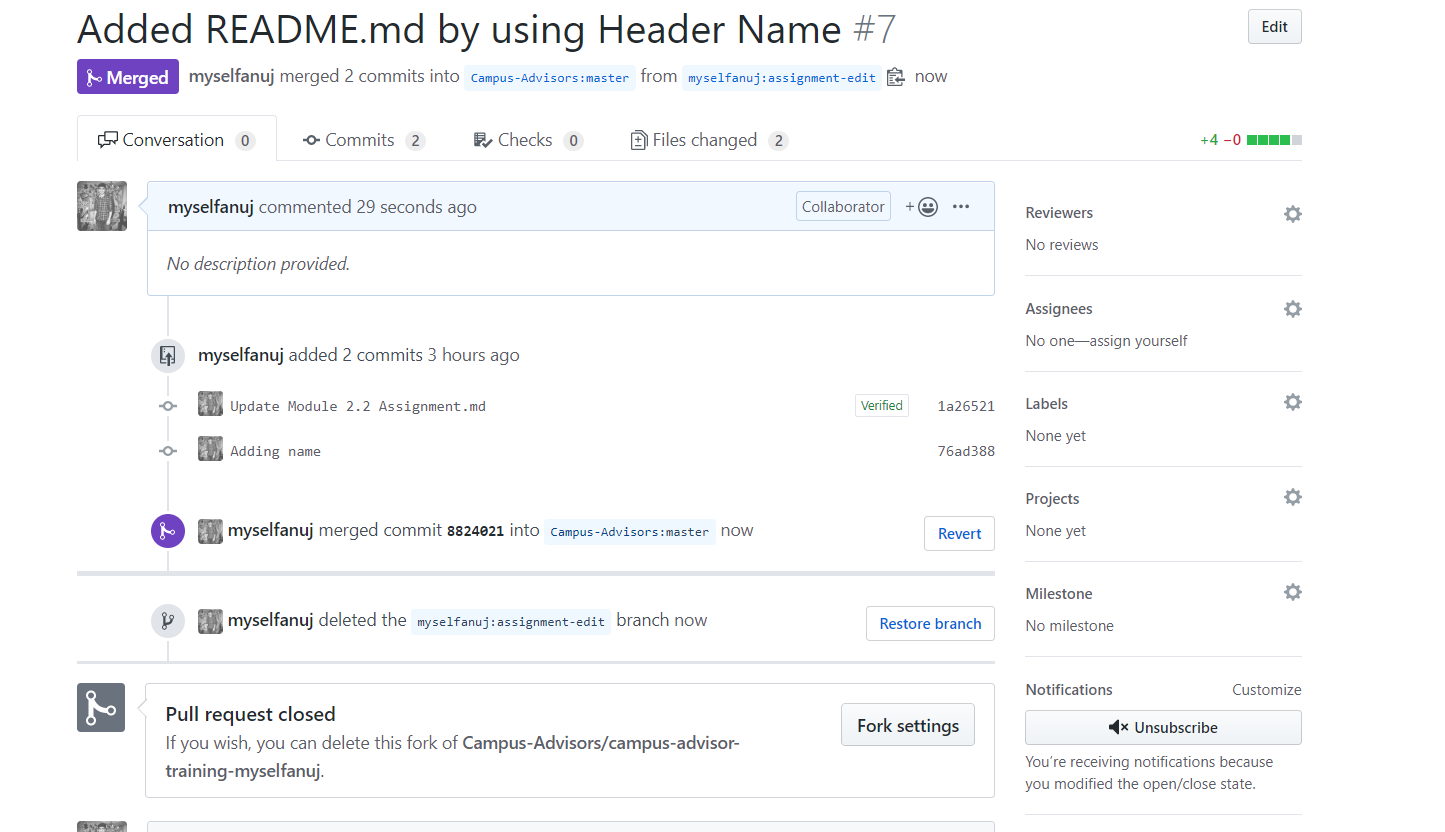 Added README.md by using Header Name #7
Edit
Merged myselfanuj merged 2 commits into Campus-Advisors:master from myselfanuj:assignment-edit now
Conversation 0 Commits 2 Checks 0 Files changed 2 +4 −0
myselfanuj commented 29 seconds ago Collaborator +
No description provided.
myselfanuj added 2 commits 3 hours ago
Update Module 2.2 Assignment.md Verified 1a26521
Adding name 76ad388
myselfanuj merged commit 8824021 into Campus-Advisors:master now Revert
myselfanuj deleted the myselfanuj:assignment-edit branch now Restore branch
Pull request closed
If you wish, you can delete this fork of Campus-Advisors/campus-advisor-
training-myselfanuj.
Fork settings
Reviewers
No reviews
Assignees
No one—assign yourself
Labels
None yet
Projects
None yet
Milestone
No milestone
Notifications Customize
Unsubscribe
You’re receiving notifications because
you modified the open/close state.